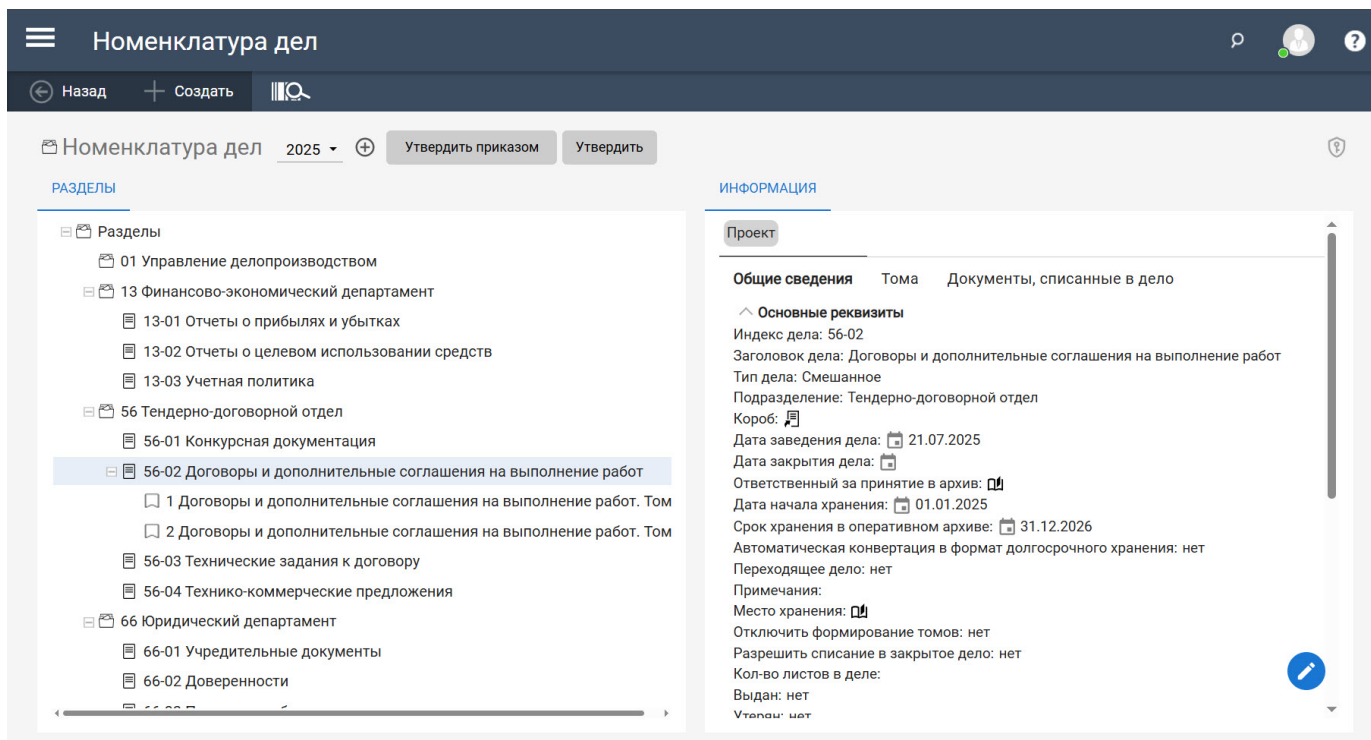 Номенклатура дел
Назад
Создать
Номенклатура дел 2025 Утвердить приказом Утвердить
РАЗДЕЛЫ
Разделы
01 Управление делопроизводством
13 Финансово-экономический департамент
13-01 Отчеты о прибылях и убытках
13-02 Отчеты о целевом использовании средств
13-03 Учетная политика
56 Тендерно-договорной отдел
56-01 Конкурсная документация
56-02 Договоры и дополнительные соглашения на выполнение работ
1 Договоры и дополнительные соглашения на выполнение работ. Том
2 Договоры и дополнительные соглашения на выполнение работ. Том
56-03 Технические задания к договору
56-04 Технико-коммерческие предложения
66 Юридический департамент
66-01 Учредительные документы
66-02 Доверенности
ИНФОРМАЦИЯ
Проект
Общие сведения Тома Документы, списанные в дело
Основные реквизиты
Индекс дела: 56-02
Заголовок дела: Договоры и дополнительные соглашения на выполнение работ
Тип дела: Смешанное
Подразделение: Тендерно-договорной отдел
Короб:
Дата заведения дела: 21.07.2025
Дата закрытия дела:
Ответственный за принятие в архив:
Дата начала хранения: 01.01.2025
Срок хранения в оперативном архиве: 31.12.2026
Автоматическая конвертация в формат долгосрочного хранения: нет
Переходящее дело: нет
Примечания:
Место хранения:
Отключить формирование томов: нет
Разрешить списание в закрытое дело: нет
Кол-во листов в деле:
Выдан: нет
Утерян: нет